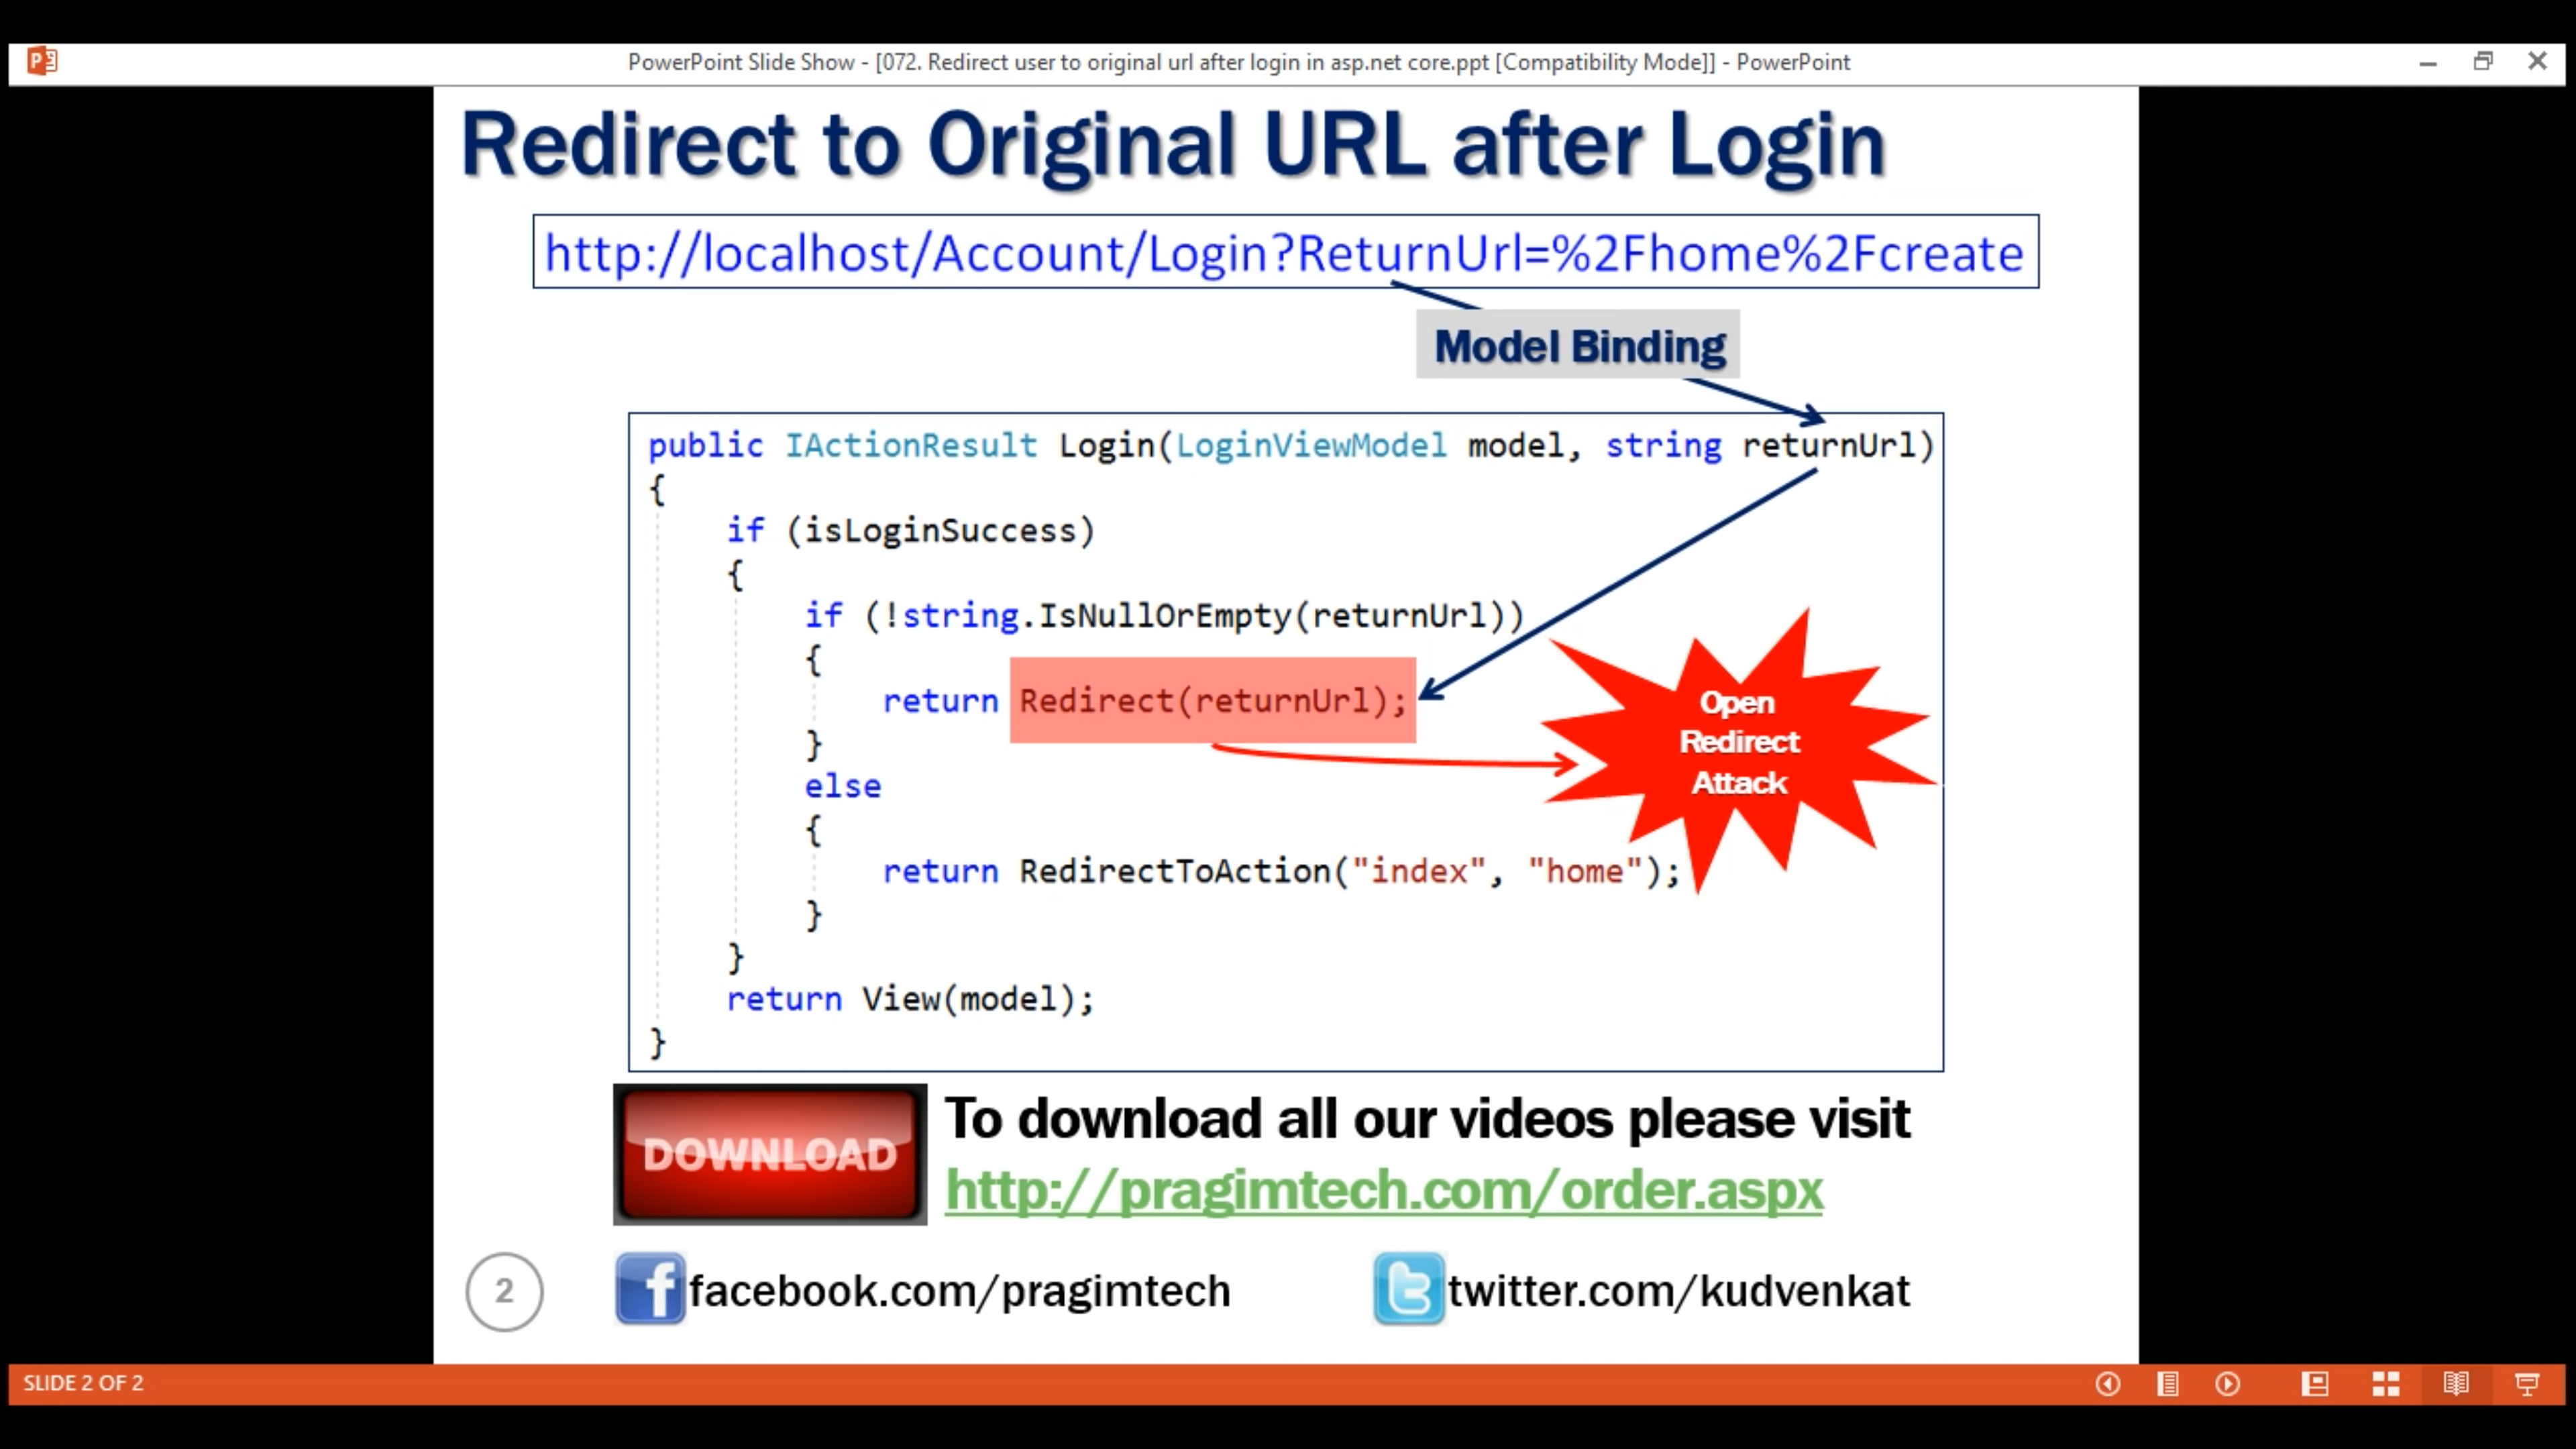 PowerPoint Slide Show - [072. Redirect user to original url after login in asp.net core.ppt [Compatibility Mode]] - PowerPoint
Redirect to Original URL after Login
http://localhost/Account/Login?ReturnUrl=%2Fhome%2Fcreate
Model Binding
public IActionResult Login(LoginViewModel model, string returnUrl)
{
if (isLoginSuccess)
{
if (!string.IsNullOrEmpty(returnUrl))
{
return Redirect(returnUrl);
}
else
{
return RedirectToAction("index", "home");
}
}
return View(model);
}
Open
Redirect
Attack
DOWNLOAD
To download all our videos please visit
http://pragimtech.com/order.aspx
2
facebook.com/pragimtech
twitter.com/kudvenkat
SLIDE 2 OF 2